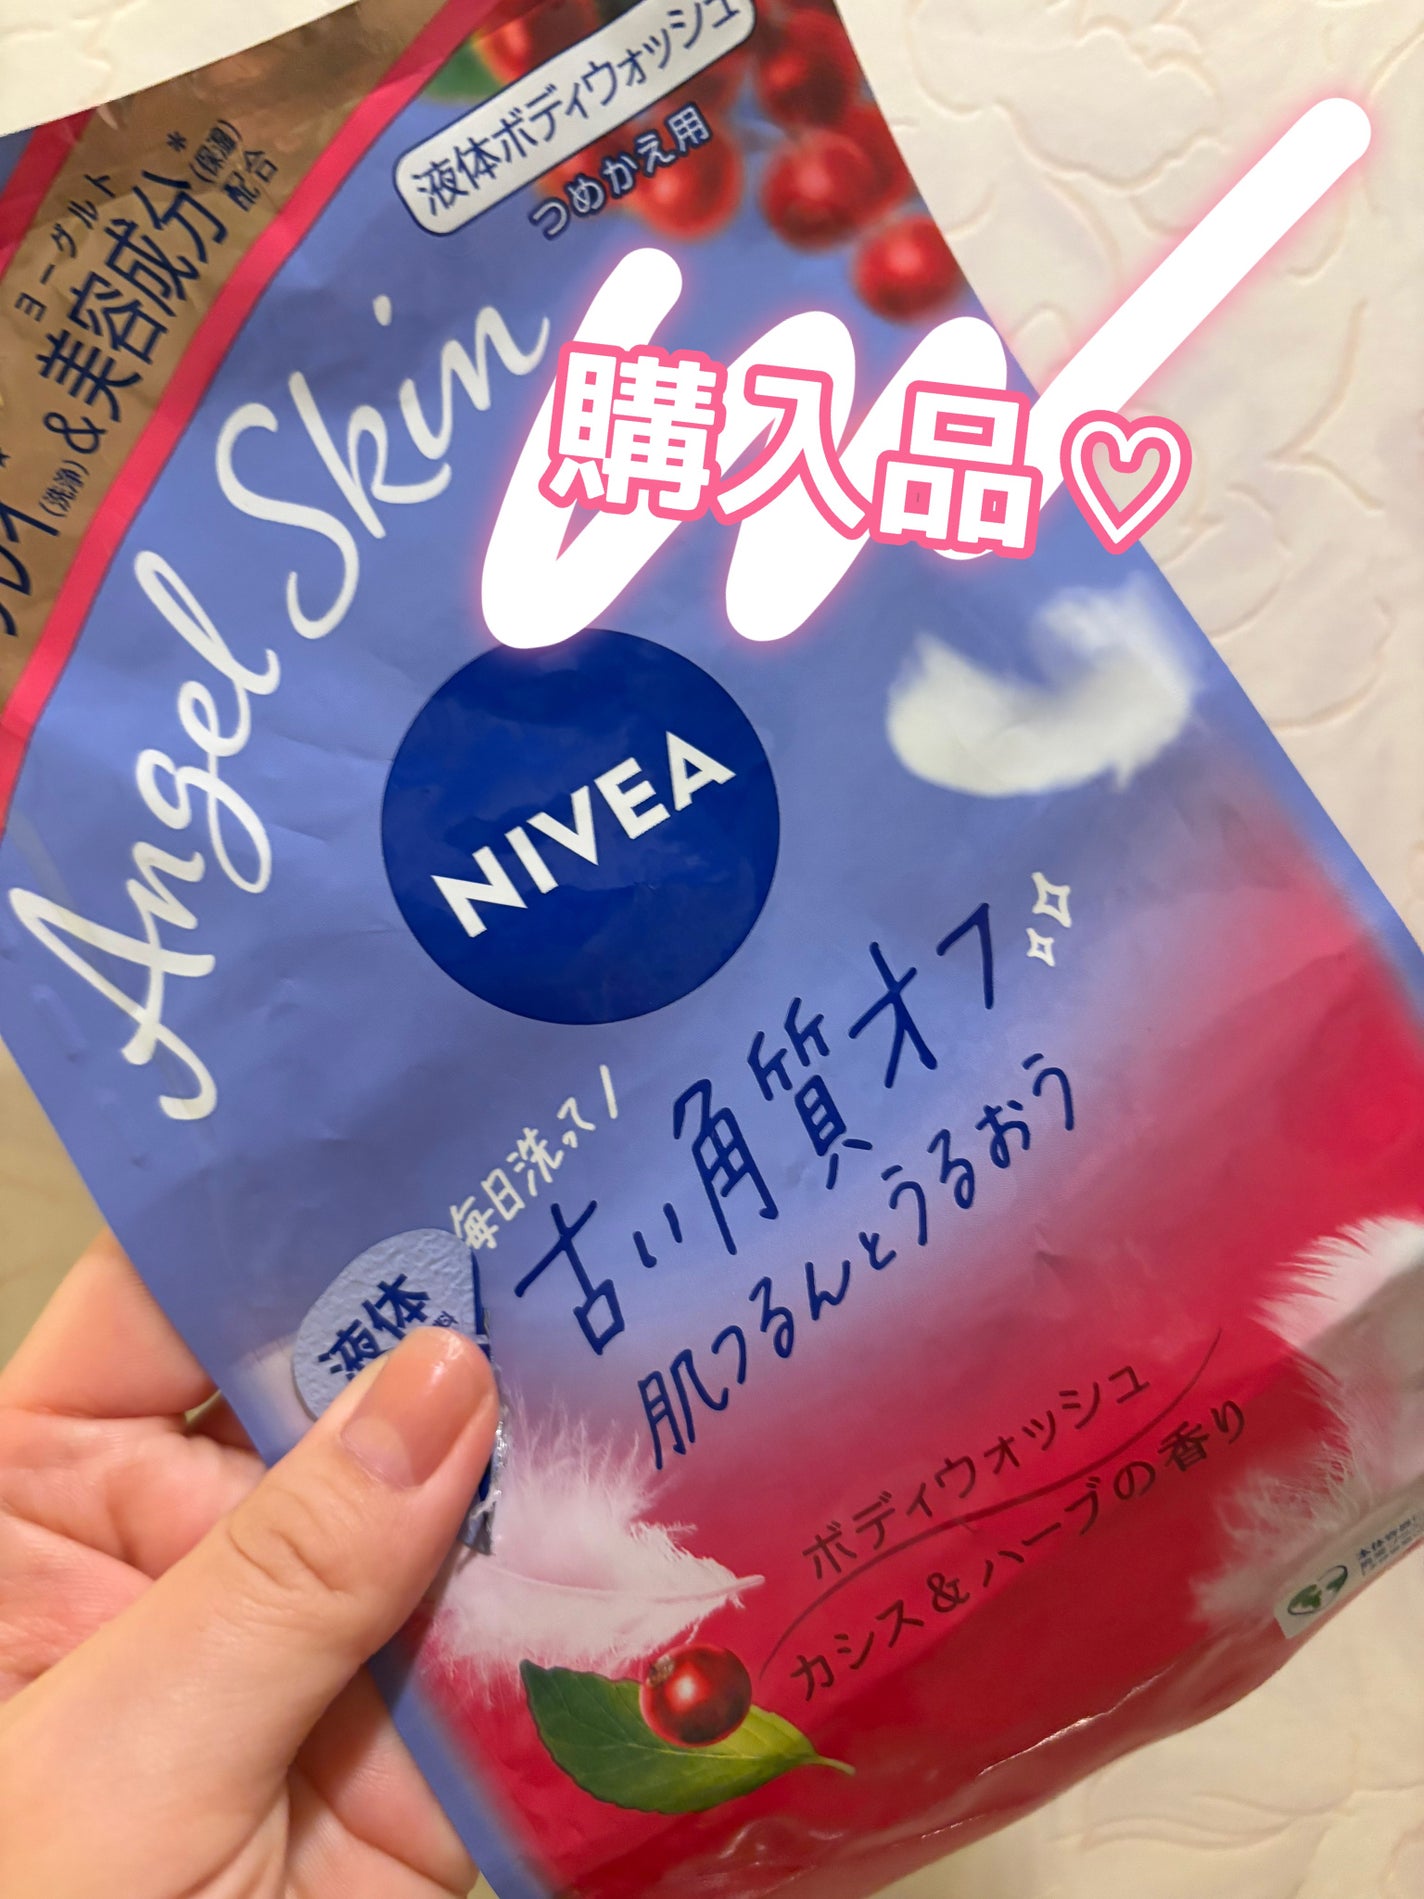 液体ボディウォッシュ
つめかえ用
ヨーグルト
&美容成分*
(保湿)
配合
(洗浄)
Angel Skin
購入品♡
NIVEA
毎日洗って/
古い角質オフ
肌つるんとうるおう
液体
ボディウォッシュ
カシス&ハーブの香り